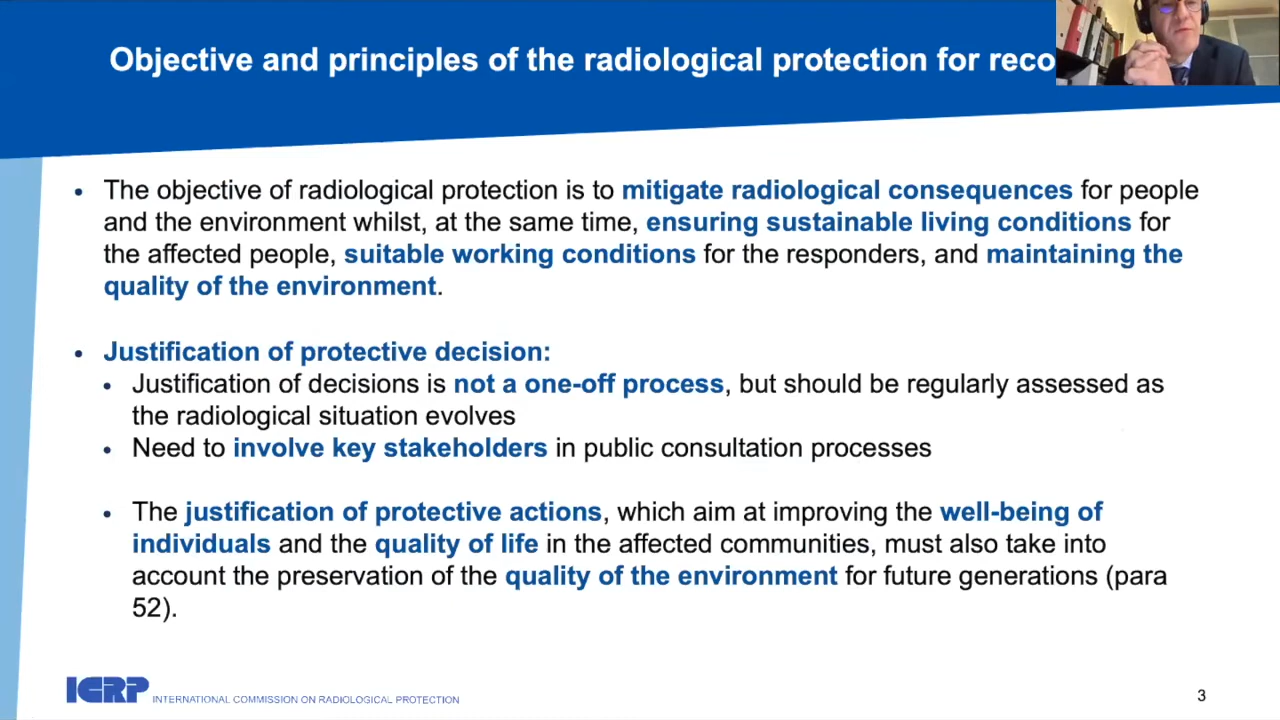 Objective and principles of the radiological protection for reco
• The objective of radiological protection is to mitigate radiological consequences for people
and the environment whilst, at the same time, ensuring sustainable living conditions for
the affected people, suitable working conditions for the responders, and maintaining the
quality of the environment.
• Justification of protective decision:
• Justification of decisions is not a one-off process, but should be regularly assessed as
the radiological situation evolves
• Need to involve key stakeholders in public consultation processes
• The justification of protective actions, which aim at improving the well-being of
individuals and the quality of life in the affected communities, must also take into
account the preservation of the quality of the environment for future generations (para
52).
ICRP INTERNATIONAL COMMISSION ON RADIOLOGICAL PROTECTION
3